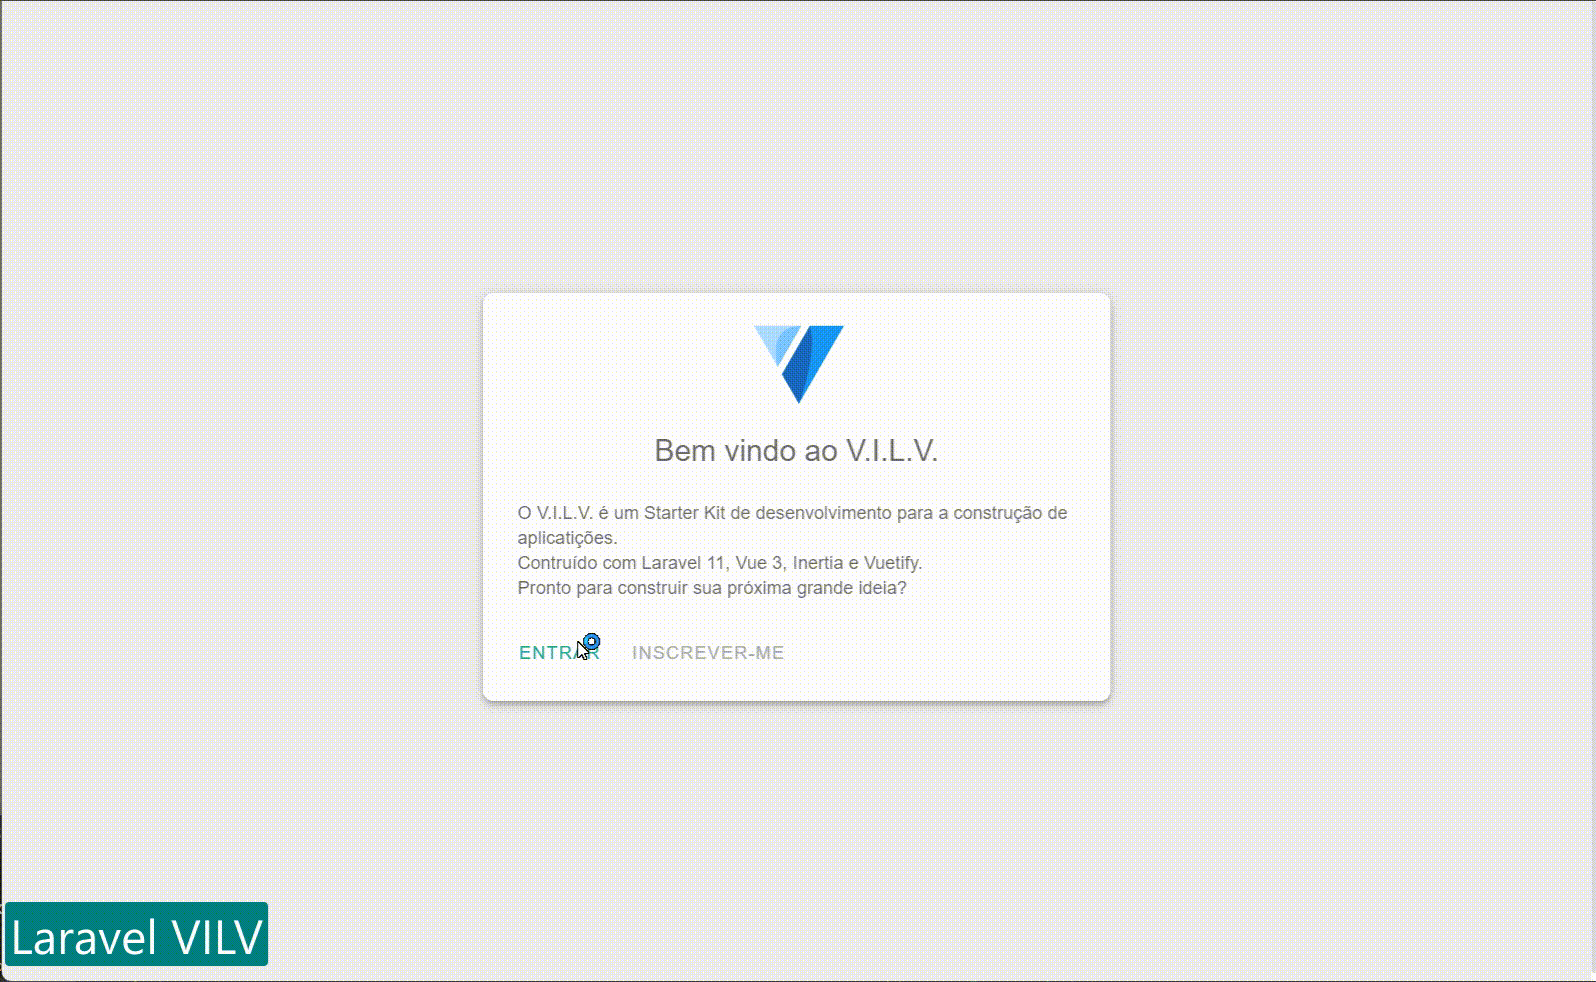 Bem vindo ao V.I.L.V.
O V.I.L.V. é um Starter Kit de desenvolvimento para a construção de
aplicatições.
Contruído com Laravel 11, Vue 3, Inertia e Vuetify.
Pronto para construir sua próxima grande ideia?
ENTRAR INSCREVER-ME
Laravel VILV